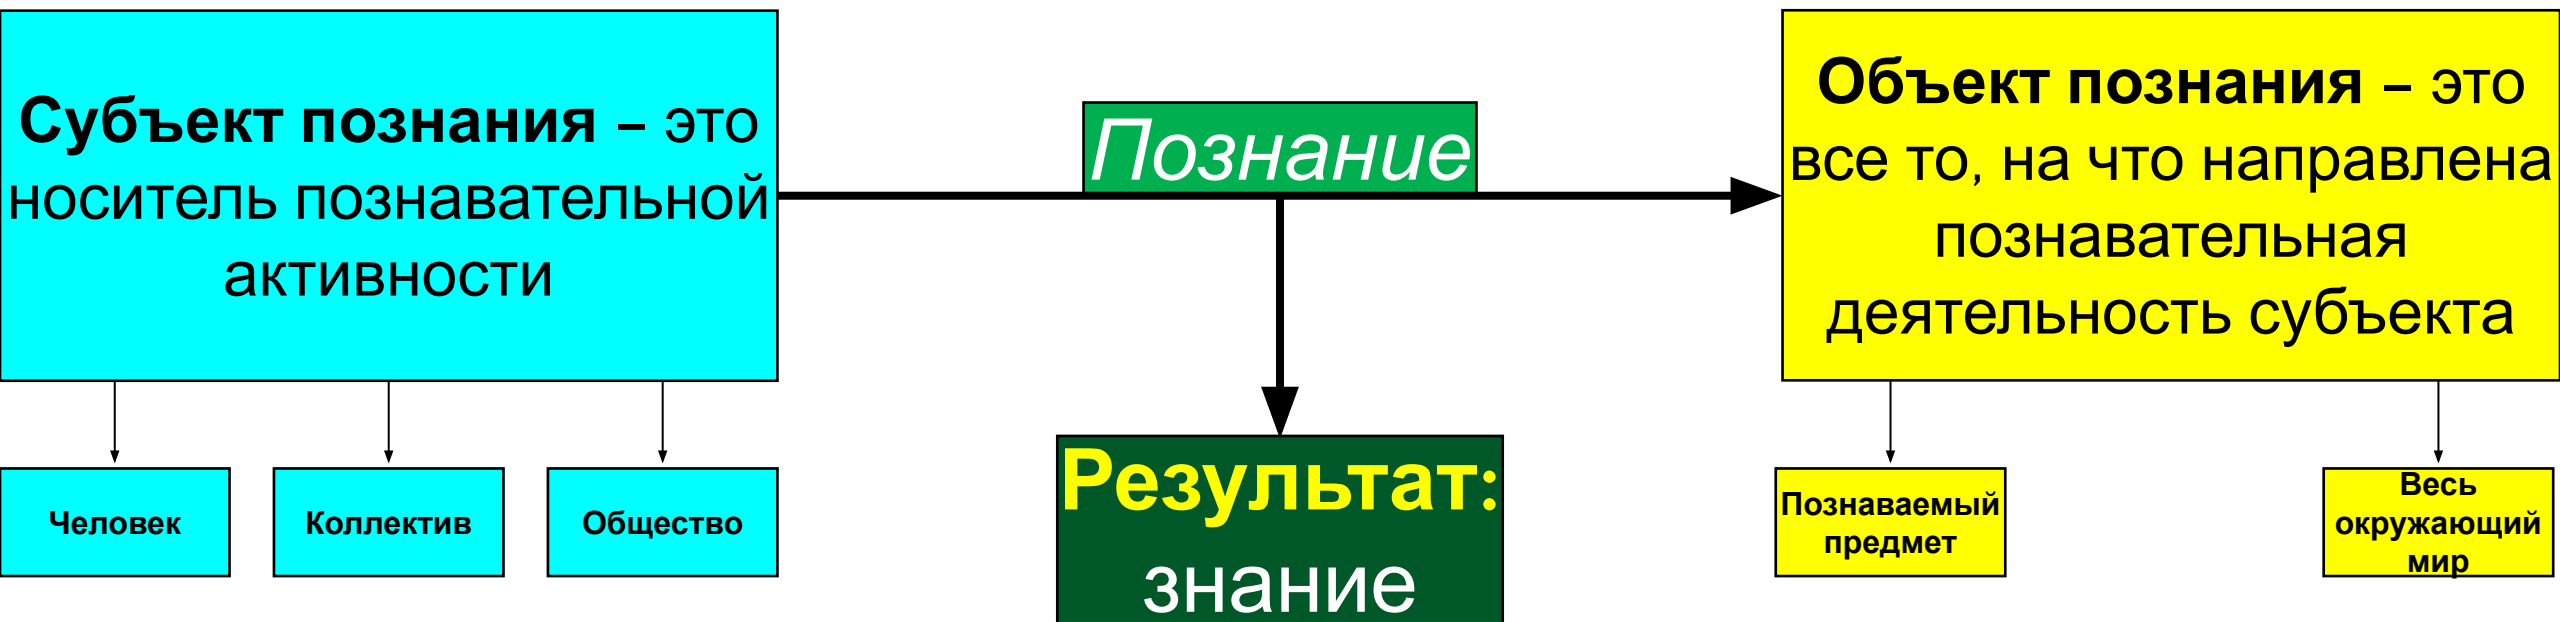 Субъект познания – это
носитель познавательной
активности
Человек
Коллектив
Общество
Познание
Результат:
знание
Объект познания – это
все то, на что направлена
познавательная
деятельность субъекта
Познаваемый
предмет
Весь
окружающий
мир